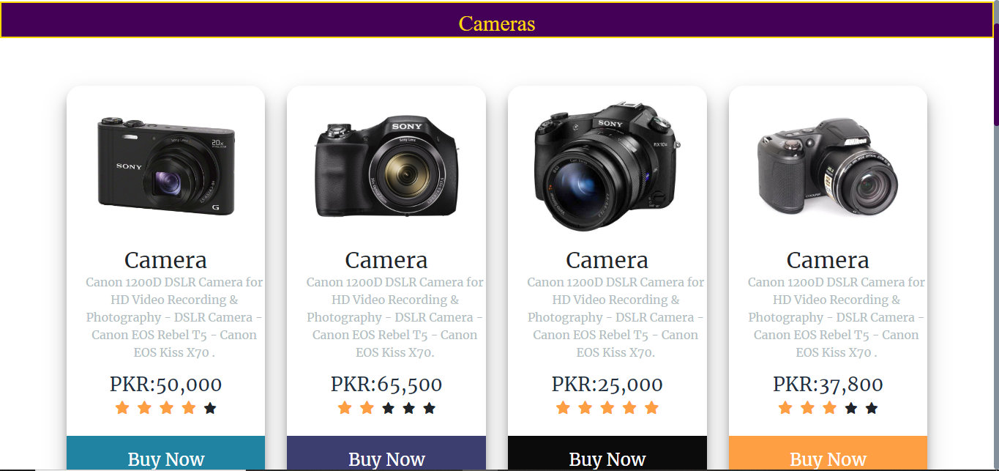 Cameras
20x
SONY
G
SONY
SONY
RX10
Nikon
COOLPIX
Camera
Canon 1200D DSLR Camera for
HD Video Recording &
Photography - DSLR Camera -
Canon EOS Rebel T5 - Canon
EOS Kiss X70 .
PKR:50,000
Buy Now
Camera
Canon 1200D DSLR Camera for
HD Video Recording &
Photography - DSLR Camera -
Canon EOS Rebel T5 - Canon
EOS Kiss X70.
PKR:65,500
Buy Now
Camera
Canon 1200D DSLR Camera for
HD Video Recording &
Photography - DSLR Camera -
Canon EOS Rebel T5 - Canon
EOS Kiss X70.
PKR:25,000
Buy Now
Camera
Canon 1200D DSLR Camera for
HD Video Recording &
Photography - DSLR Camera -
Canon EOS Rebel T5 - Canon
EOS Kiss X70 .
PKR:37,800
Buy Now